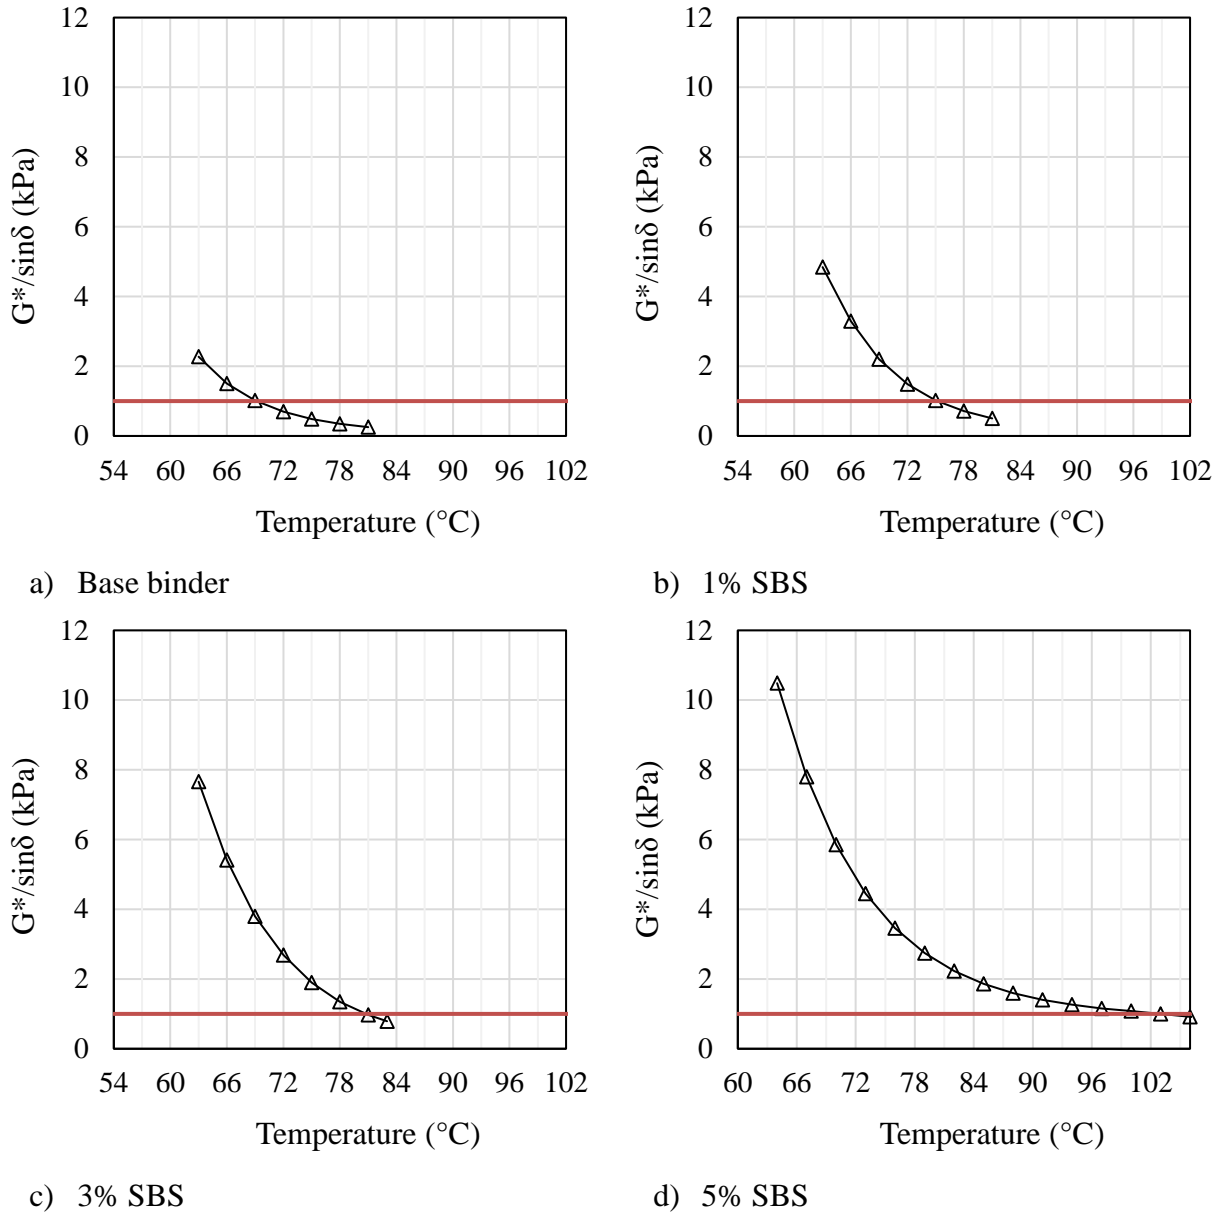 12
10
8
6
4
2
0
G*/sinδ (kPa)
54 60 66 72 78 84 90 96 102
Temperature (°C)
a) Base binder
12
10
8
6
4
2
0
G*/sinδ (kPa)
54 60 66 72 78 84 90 96 102
Temperature (°C)
b) 1% SBS
12
10
8
6
4
2
0
G*/sinδ (kPa)
54 60 66 72 78 84 90 96 102
Temperature (°C)
c) 3% SBS
12
10
8
6
4
2
0
G*/sinδ (kPa)
60 66 72 78 84 90 96 102
Temperature (°C)
d) 5% SBS